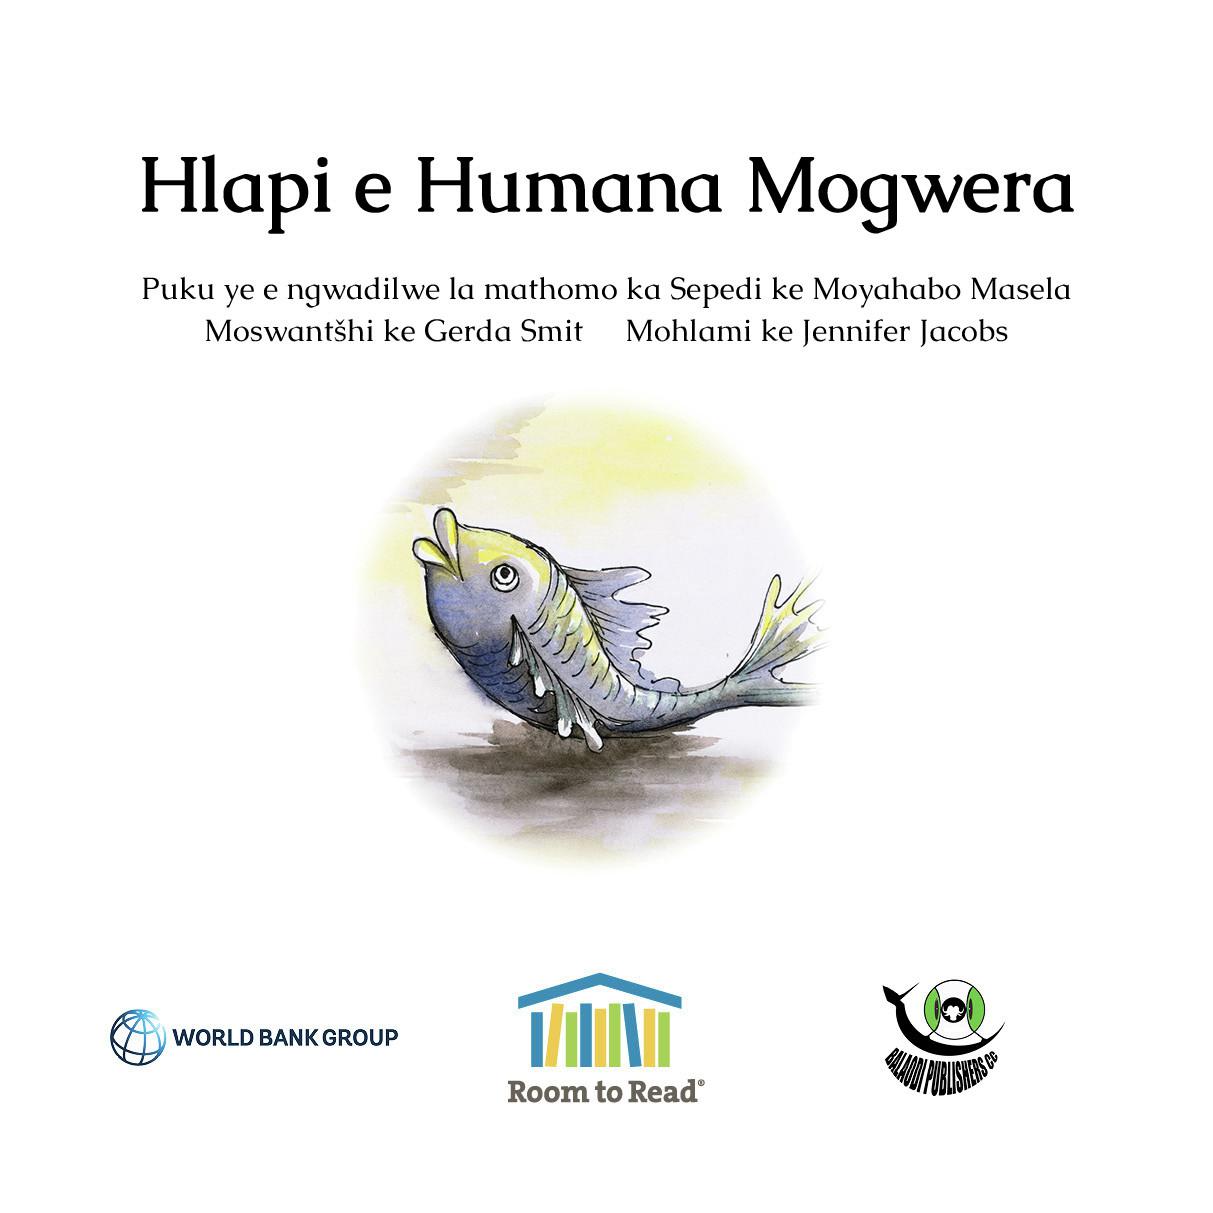 Hlapi e Humana Mogwera
Puku ye e ngwadilwe la mathomo ka Sepedi ke Moyahabo Masela
Moswantšhi ke Gerda Smit Mohlami ke Jennifer Jacobs
WORLD BANK GROUP
Room to Read®
BALAODI PUBLISHERS CC